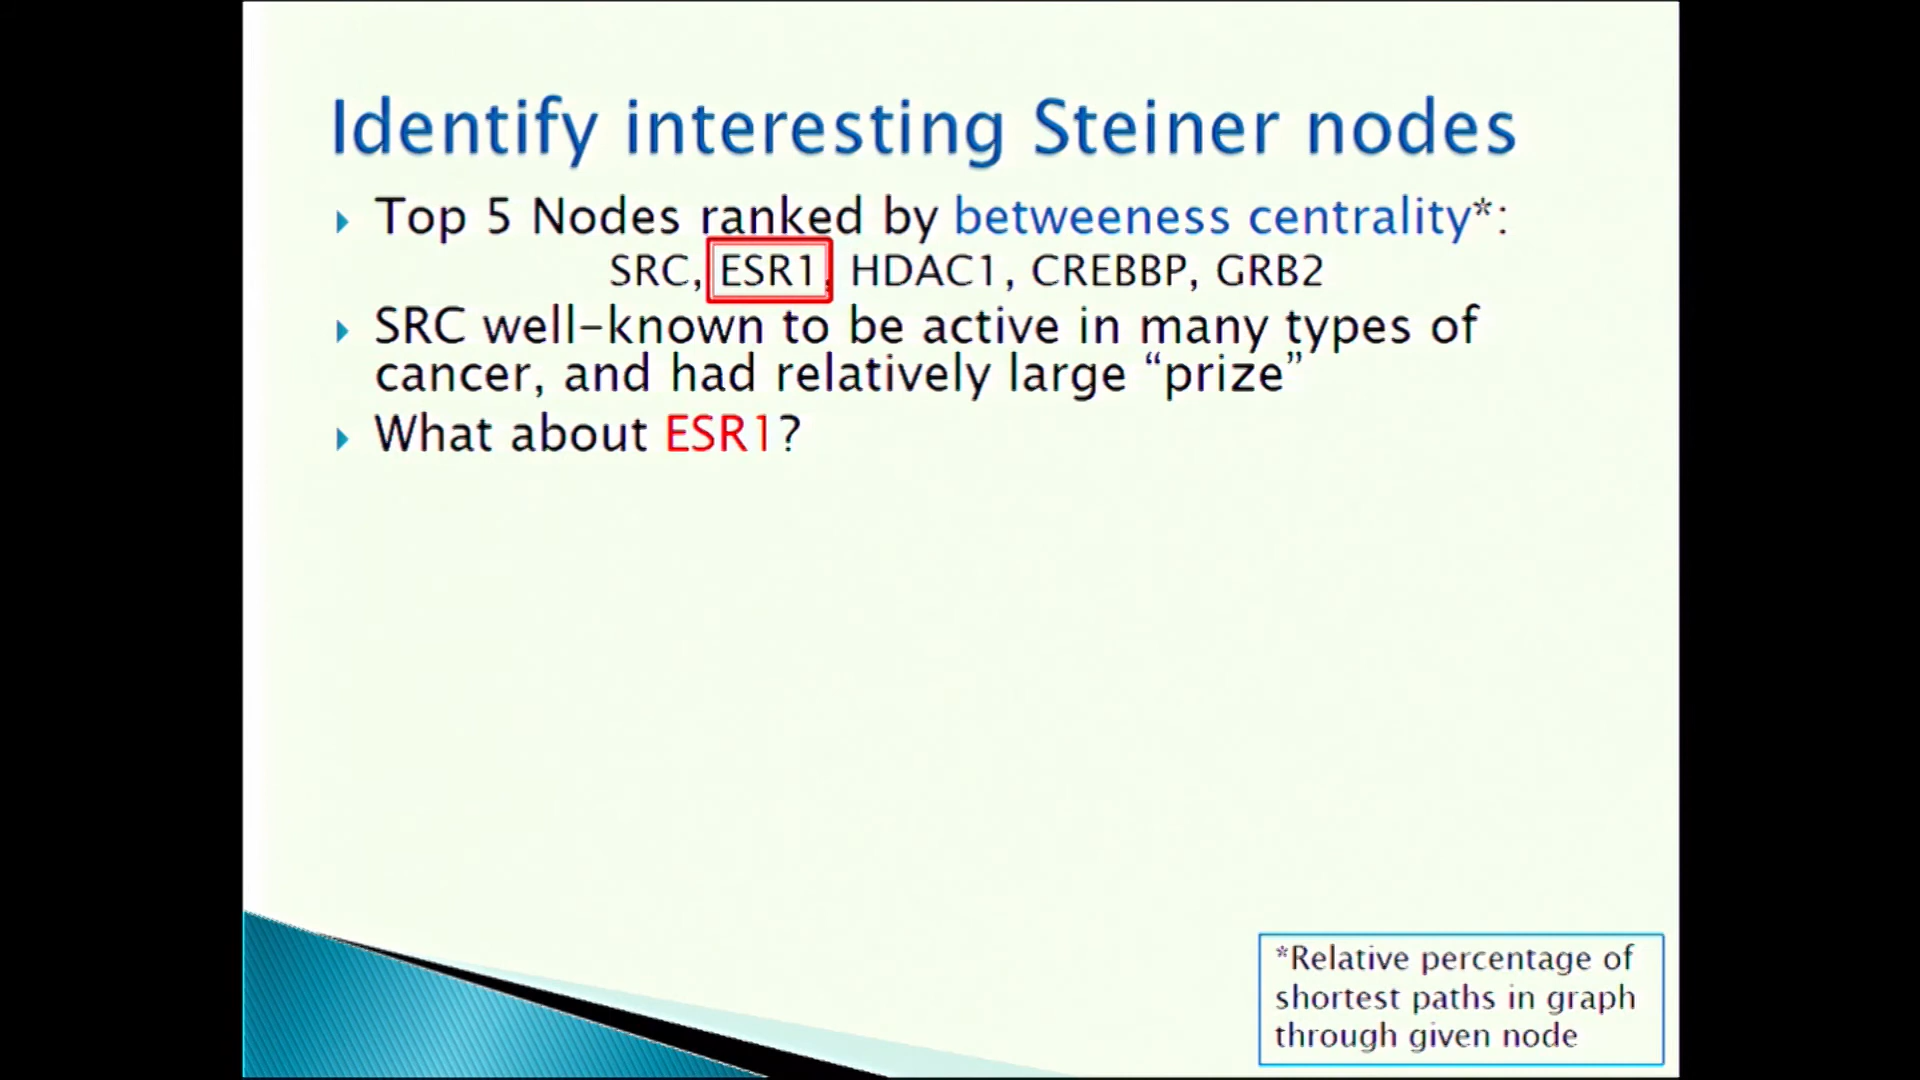 Identify interesting Steiner nodes
Top 5 Nodes ranked by betweeness centrality*:
SRC, ESR1, HDAC1, CREBBP, GRB2
SRC well-known to be active in many types of
cancer, and had relatively large “prize”
What about ESR1?
*Relative percentage of
shortest paths in graph
through given node